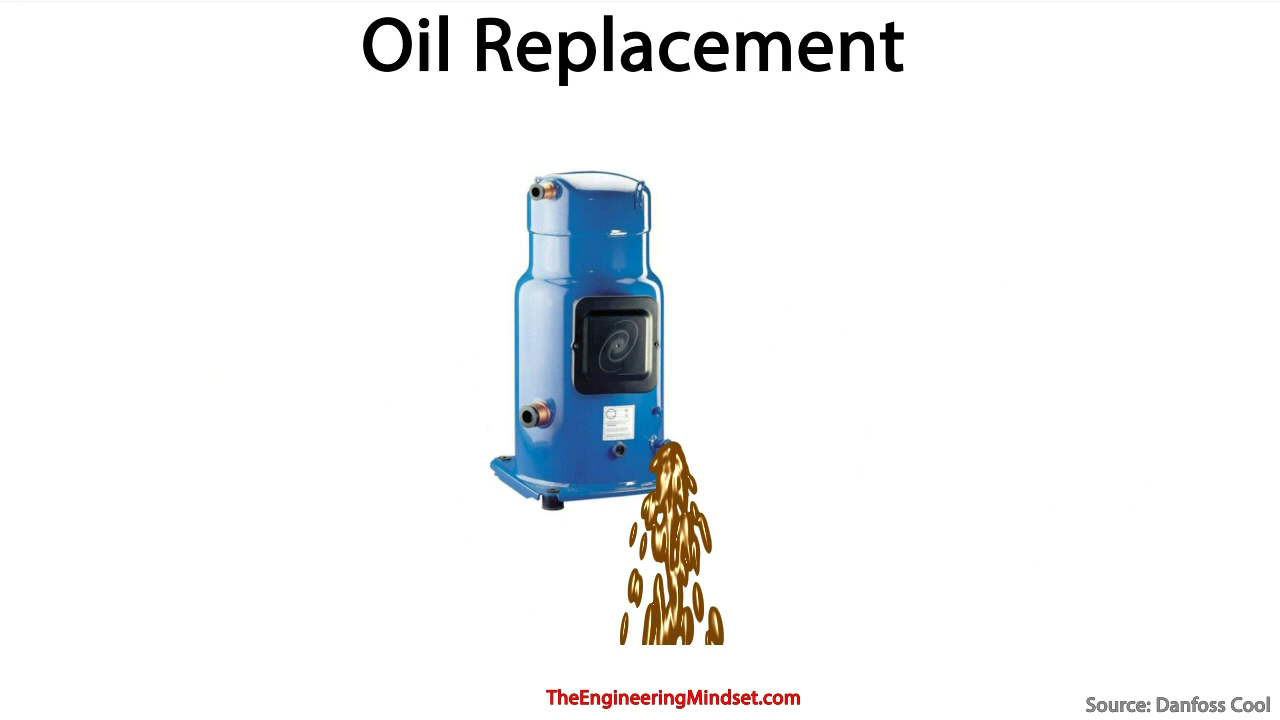 Oil Replacement
TheEngineeringMindset.com
Source: Danfoss Cool